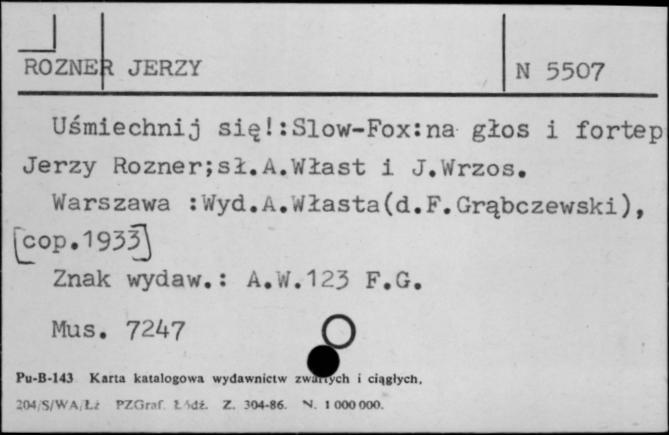 ROZNER JERZY
N 5507
Uśmiechnij się!:Slow-Fox:na głos i fortep
Jerzy Rozner;sł.A.Włast i J.Wrzos.
Warszawa :Wyd.A.Własta(d.F.Grąbczewski),
[cop.1933]
Znak wydaw.: A.W.123 F.G.
Mus. 7247
Pu-B-143 Karta katalogowa wydawnictw zwartych i ciągłych.
204/S/WA/Łź PZGraf. Łódź. Z. 304-86. N. 1 000 000.